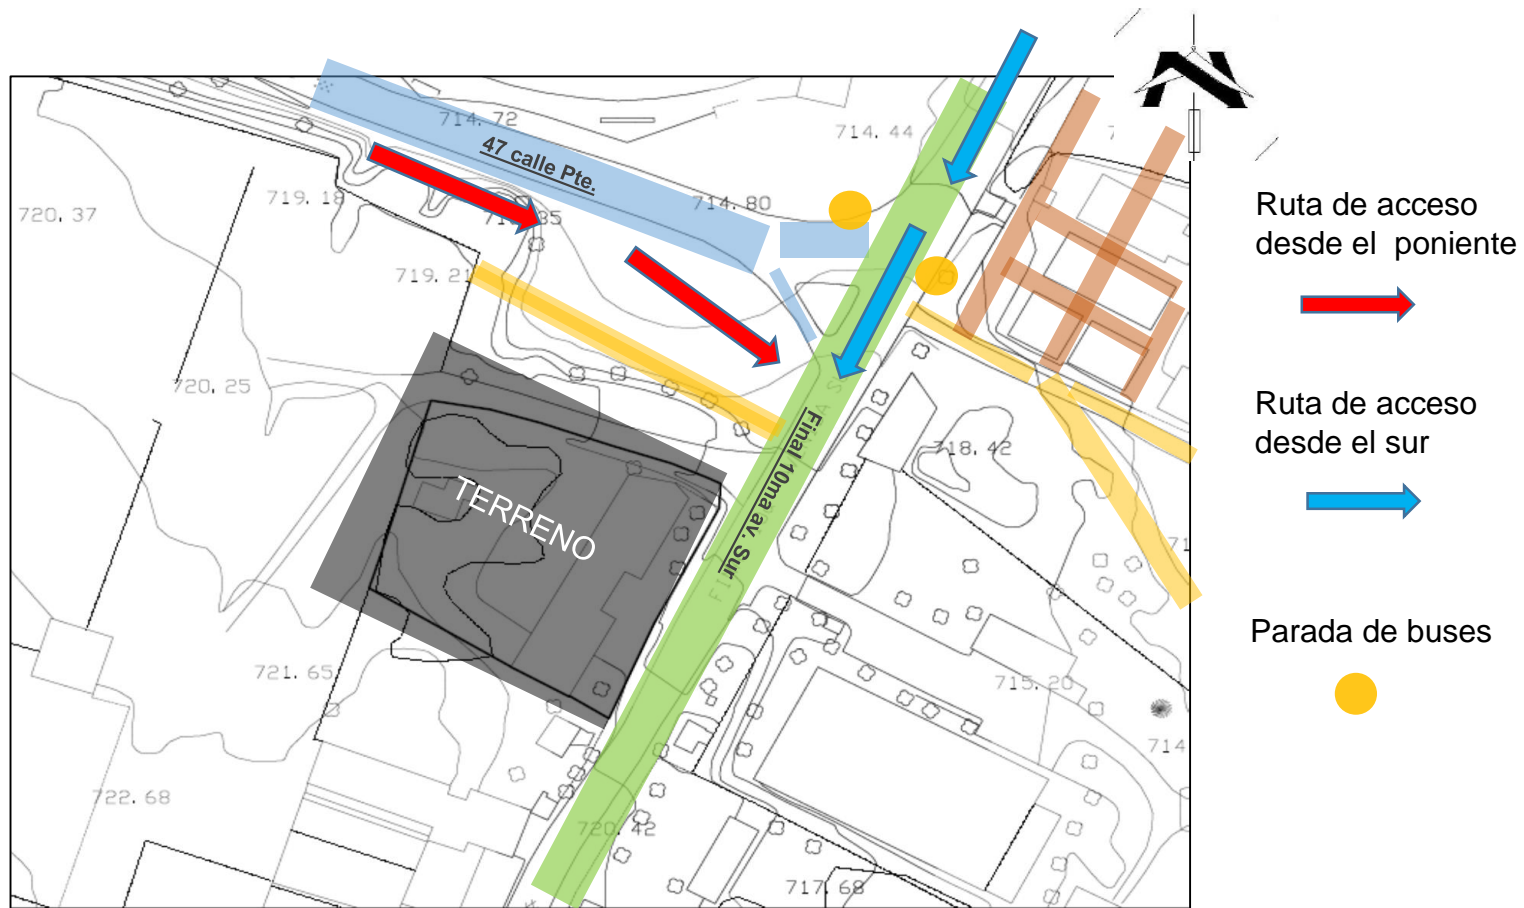 714.72
714.44
47 calle Pte.
719.18
714.80
720.37
719.21
720.25
Final 10ma av. Sur
718.42
TERRENO
721.65
715.20
714
722.68
720.42
717.68
Ruta de acceso
desde el poniente
Ruta de acceso
desde el sur
Parada de buses